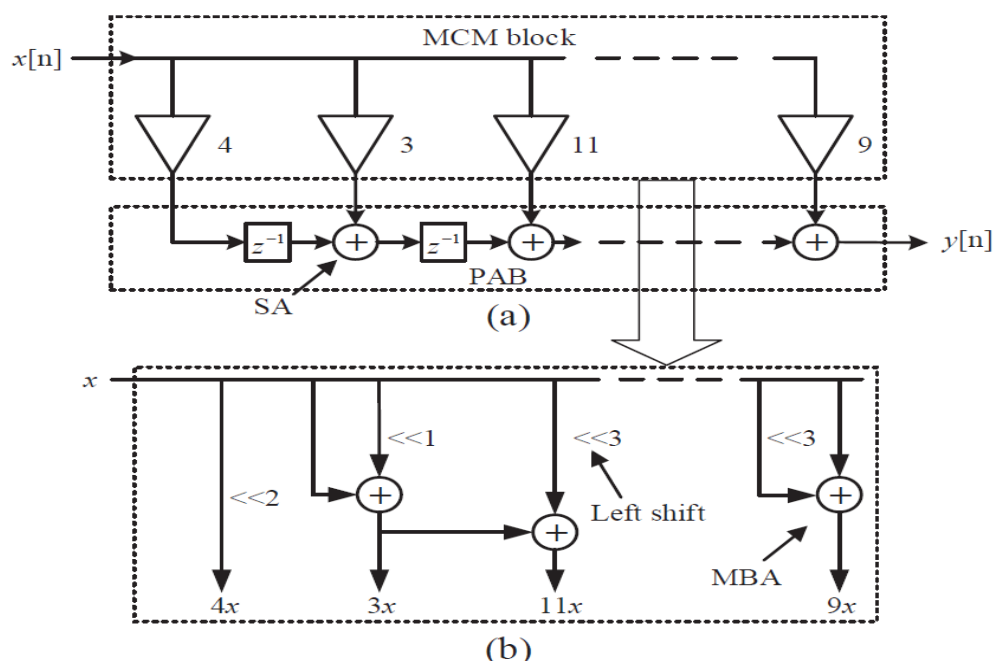 MCM block
x[n]
4 3 11 9
z⁻¹ + z⁻¹ + +
y[n]
SA
PAB
(a)
x
<<1 <<3 <<3
<<2 + + Left shift +
MBA
4x 3x 11x 9x
(b)